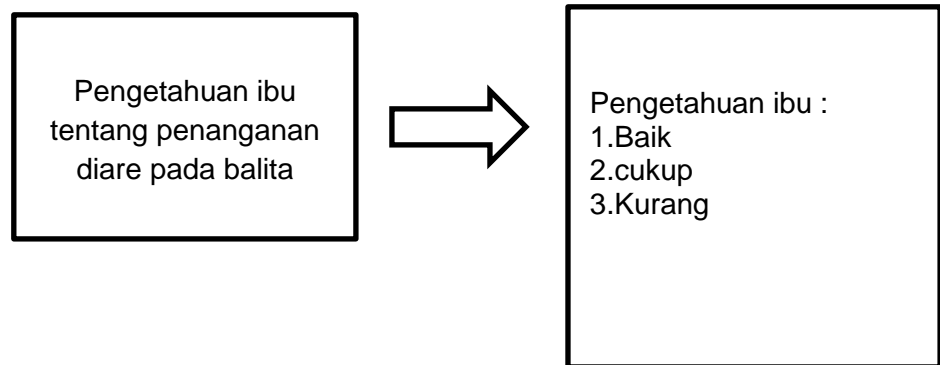 Pengetahuan ibu
tentang penanganan
diare pada balita
Pengetahuan ibu :
1.Baik
2.cukup
3.Kurang